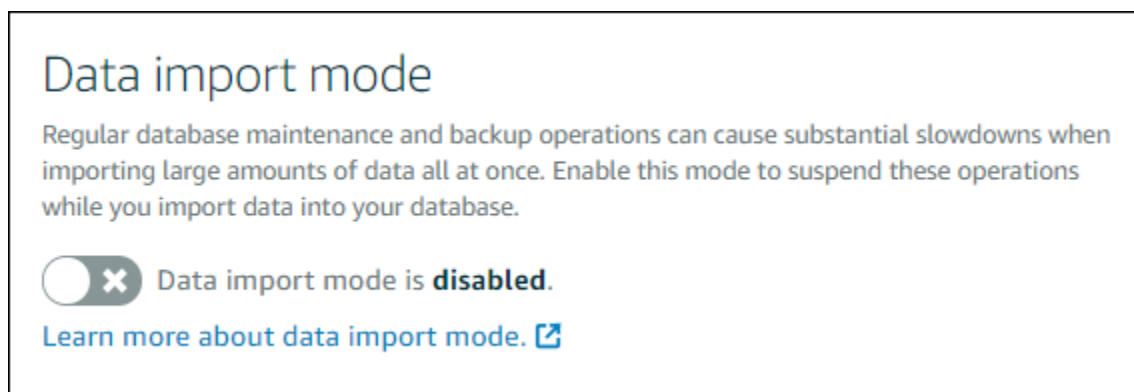 Data import mode
Regular database maintenance and backup operations can cause substantial slowdowns when
importing large amounts of data all at once. Enable this mode to suspend these operations
while you import data into your database.
Data import mode is disabled.
Learn more about data import mode.